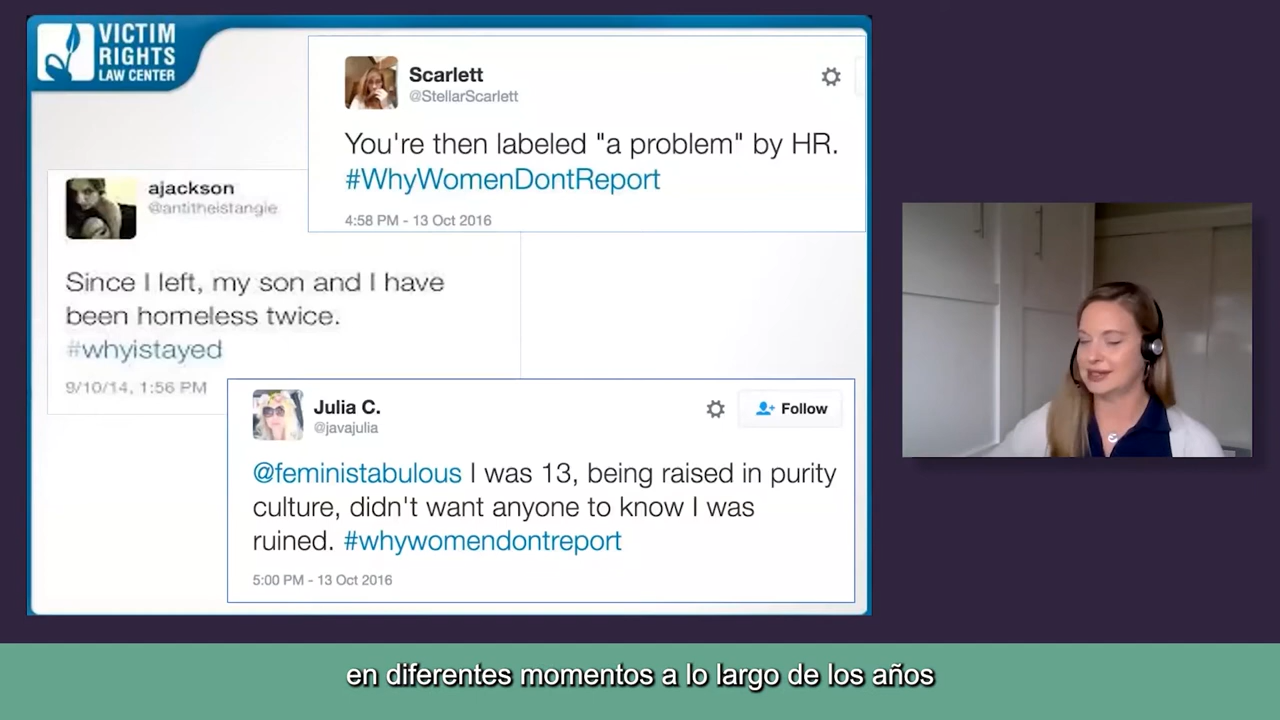 VICTIM
RIGHTS
LAW CENTER
Scarlett
@StellarScarlett
You're then labeled "a problem" by HR.
#WhyWomenDontReport
4:58 PM - 13 Oct 2016
ajackson
@antitheistangie
Since I left, my son and I have
been homeless twice.
#whyistayed
9/10/14, 1:56 PM
Julia C.
@javajulia
Follow
@feministabulous I was 13, being raised in purity
culture, didn't want anyone to know I was
ruined. #whywomendontreport
5:00 PM - 13 Oct 2016
en diferentes momentos a lo largo de los años